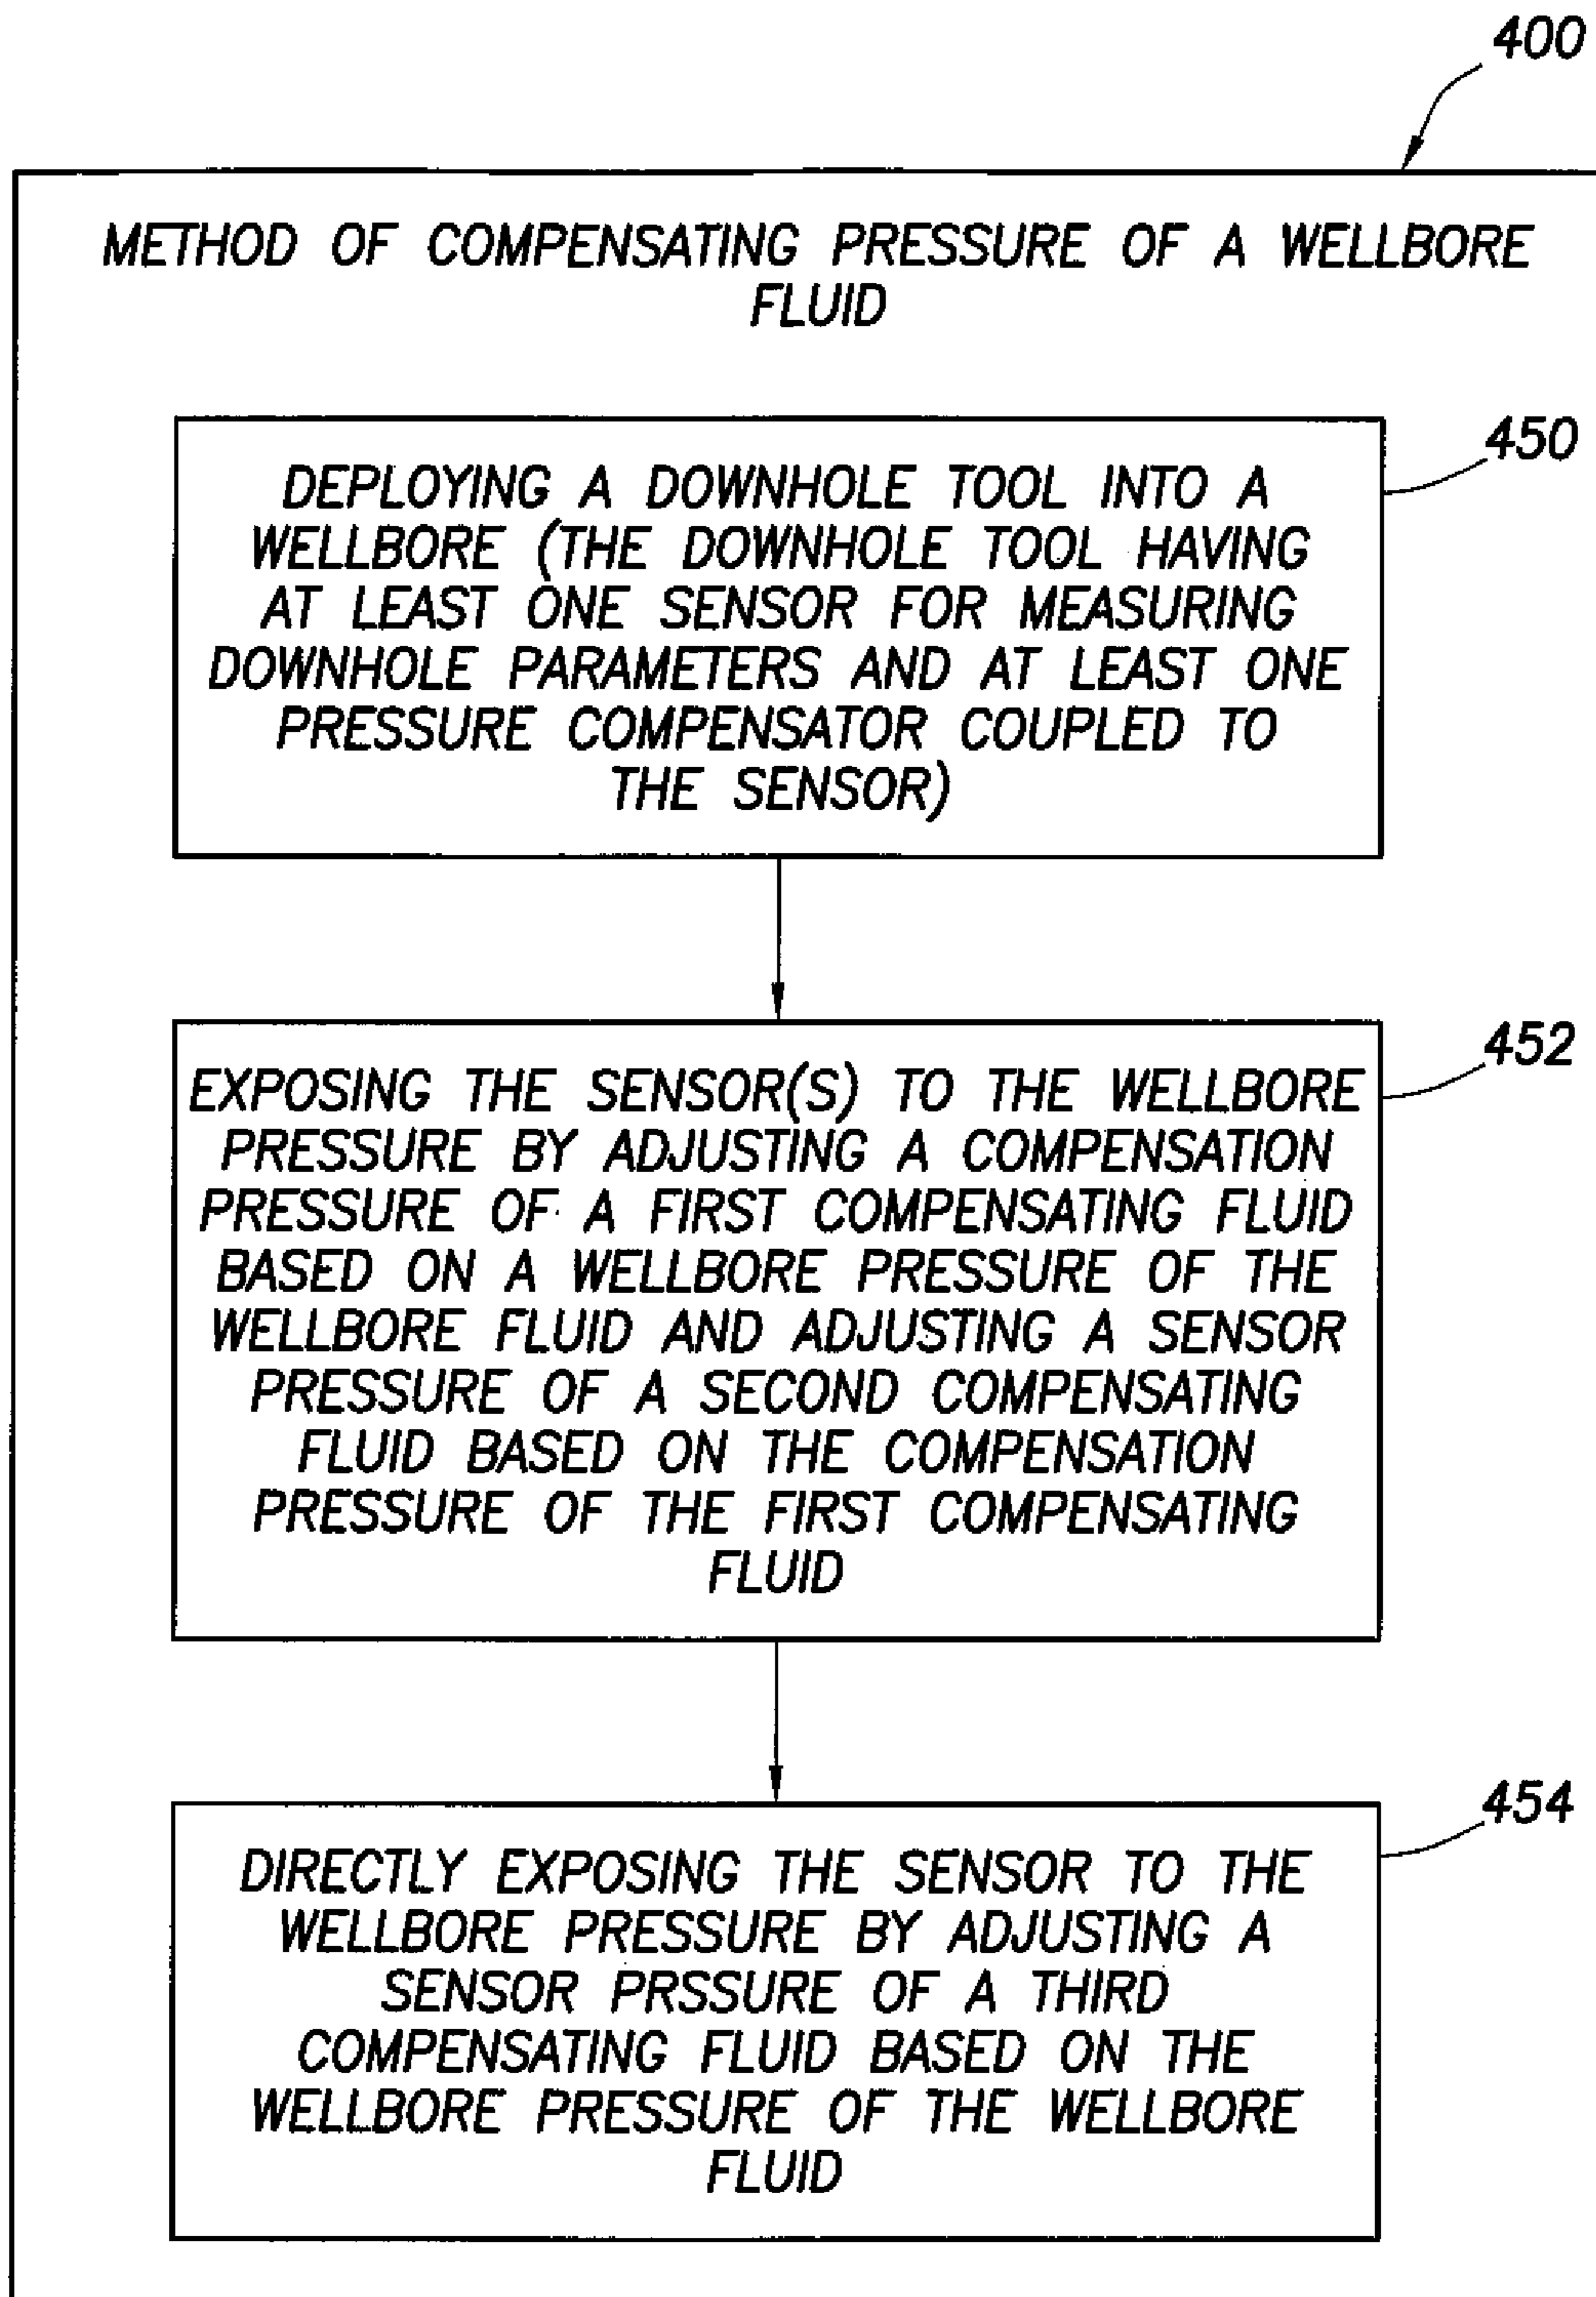 400
METHOD OF COMPENSATING PRESSURE OF A WELLBORE
FLUID
450
DEPLOYING A DOWNHOLE TOOL INTO A
WELLBORE (THE DOWNHOLE TOOL HAVING
AT LEAST ONE SENSOR FOR MEASURING
DOWNHOLE PARAMETERS AND AT LEAST ONE
PRESSURE COMPENSATOR COUPLED TO
THE SENSOR)
452
EXPOSING THE SENSOR(S) TO THE WELLBORE
PRESSURE BY ADJUSTING A COMPENSATION
PRESSURE OF A FIRST COMPENSATING FLUID
BASED ON A WELLBORE PRESSURE OF THE
WELLBORE FLUID AND ADJUSTING A SENSOR
PRESSURE OF A SECOND COMPENSATING
FLUID BASED ON THE COMPENSATION
PRESSURE OF THE FIRST COMPENSATING
FLUID
454
DIRECTLY EXPOSING THE SENSOR TO THE
WELLBORE PRESSURE BY ADJUSTING A
SENSOR PRSSURE OF A THIRD
COMPENSATING FLUID BASED ON THE
WELLBORE PRESSURE OF THE WELLBORE
FLUID